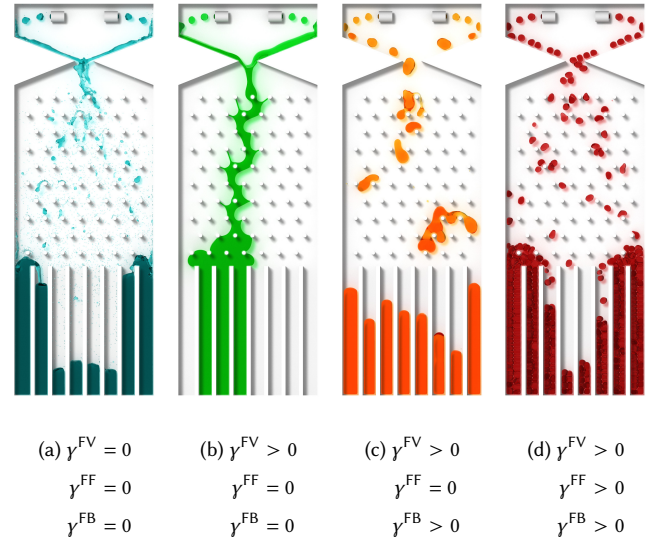 (a) γ^FV = 0 (b) γ^FV > 0 (c) γ^FV > 0 (d) γ^FV > 0
γ^FF = 0 γ^FF = 0 γ^FF = 0 γ^FF > 0
γ^FB = 0 γ^FB = 0 γ^FB > 0 γ^FB > 0